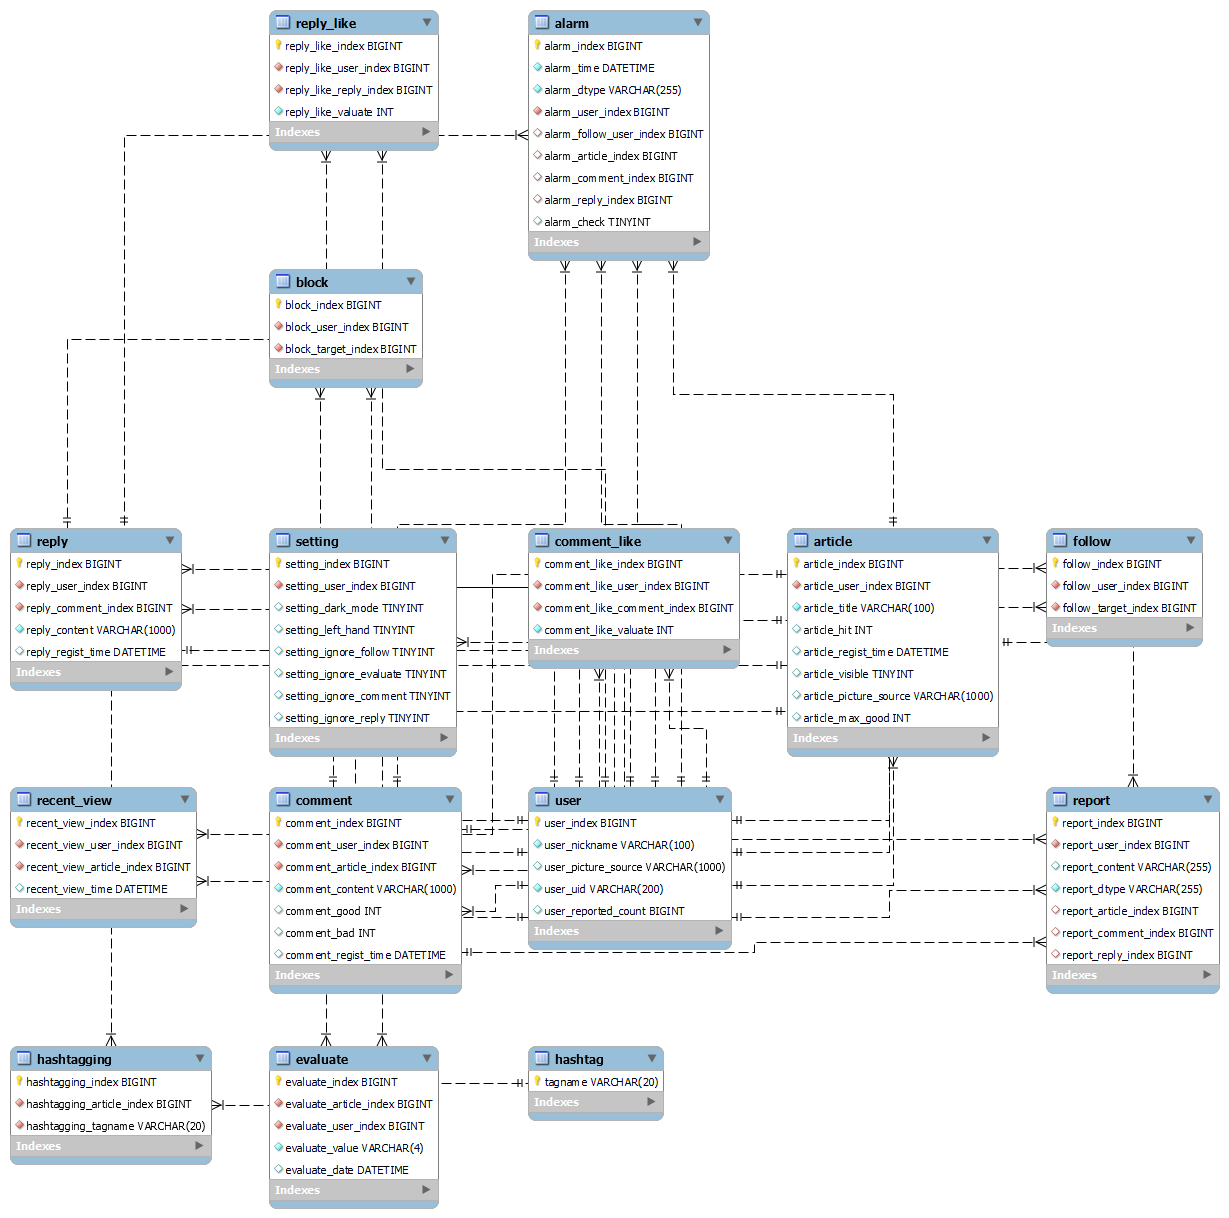 reply_like
reply_like_index BIGINT
reply_like_user_index BIGINT
reply_like_reply_index BIGINT
reply_like_valuate INT
Indexes
alarm
alarm_index BIGINT
alarm_time DATETIME
alarm_dtype VARCHAR(255)
alarm_user_index BIGINT
alarm_follow_user_index BIGINT
alarm_article_index BIGINT
alarm_comment_index BIGINT
alarm_reply_index BIGINT
alarm_check TINYINT
Indexes
block
block_index BIGINT
block_user_index BIGINT
block_target_index BIGINT
Indexes
reply
reply_index BIGINT
reply_user_index BIGINT
reply_comment_index BIGINT
reply_content VARCHAR(1000)
reply_regist_time DATETIME
Indexes
setting
setting_index BIGINT
setting_user_index BIGINT
setting_dark_mode TINYINT
setting_left_hand TINYINT
setting_ignore_follow TINYINT
setting_ignore_evaluate TINYINT
setting_ignore_comment TINYINT
setting_ignore_reply TINYINT
Indexes
comment_like
comment_like_index BIGINT
comment_like_user_index BIGINT
comment_like_comment_index BIGINT
comment_like_valuate INT
Indexes
article
article_index BIGINT
article_user_index BIGINT
article_title VARCHAR(100)
article_hit INT
article_regist_time DATETIME
article_visible TINYINT
article_picture_source VARCHAR(1000)
article_max_good INT
Indexes
follow
follow_index BIGINT
follow_user_index BIGINT
follow_target_index BIGINT
Indexes
recent_view
recent_view_index BIGINT
recent_view_user_index BIGINT
recent_view_article_index BIGINT
recent_view_time DATETIME
Indexes
comment
comment_index BIGINT
comment_user_index BIGINT
comment_article_index BIGINT
comment_content VARCHAR(1000)
comment_good INT
comment_bad INT
comment_regist_time DATETIME
Indexes
user
user_index BIGINT
user_nickname VARCHAR(100)
user_picture_source VARCHAR(1000)
user_uid VARCHAR(200)
user_reported_count BIGINT
Indexes
report
report_index BIGINT
report_user_index BIGINT
report_content VARCHAR(255)
report_dtype VARCHAR(255)
report_article_index BIGINT
report_comment_index BIGINT
report_reply_index BIGINT
Indexes
hashtagging
hashtagging_index BIGINT
hashtagging_article_index BIGINT
hashtagging_tagname VARCHAR(20)
Indexes
evaluate
evaluate_index BIGINT
evaluate_article_index BIGINT
evaluate_user_index BIGINT
evaluate_value VARCHAR(4)
evaluate_date DATETIME
Indexes
hashtag
tagname VARCHAR(20)
Indexes